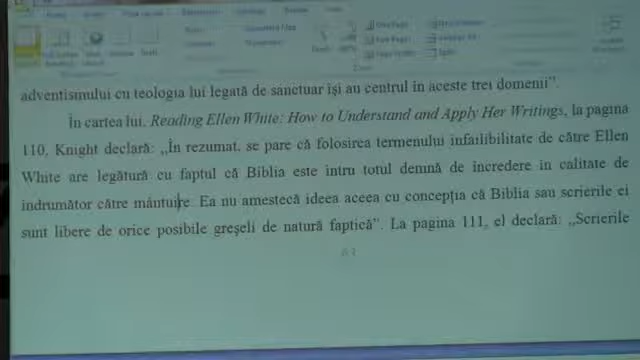 adventismului cu teologia lui legată de sanctuar își au centrul în aceste trei domenii”.
În cartea lui, Reading Ellen White: How to Understand and Apply Her Writings, la pagina
110, Knight declară: „În rezumat, se pare că folosirea termenului infailibilitate de către Ellen
White are legătură cu faptul că Biblia este întru totul demnă de încredere în calitate de
îndrumător către mântuire. Ea nu amestecă ideea aceea cu concepția că Biblia sau scrierile ei
sunt libere de orice posibile greșeli de natură faptică”. La pagina 111, el declară: „Scrierile